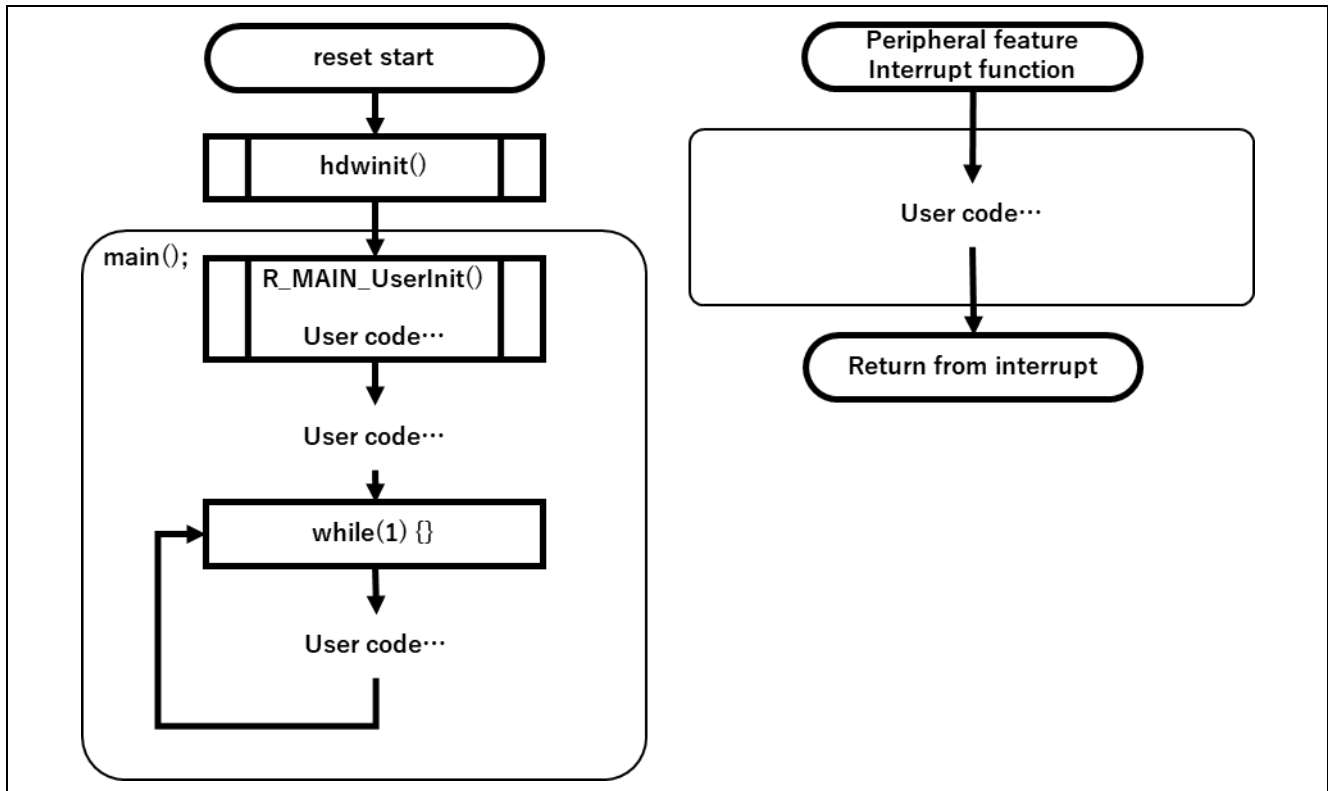 reset start
hdwinit()
main();
R_MAIN_UserInit()
User code…
User code…
while(1) {}
User code…
Peripheral feature
Interrupt function
User code…
Return from interrupt